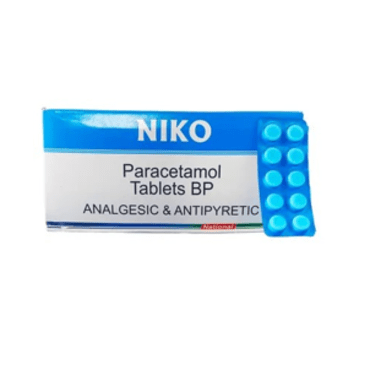 NIKO
Paracetamol
Tablets BP
ANALGESIC & ANTIPYRETIC
National